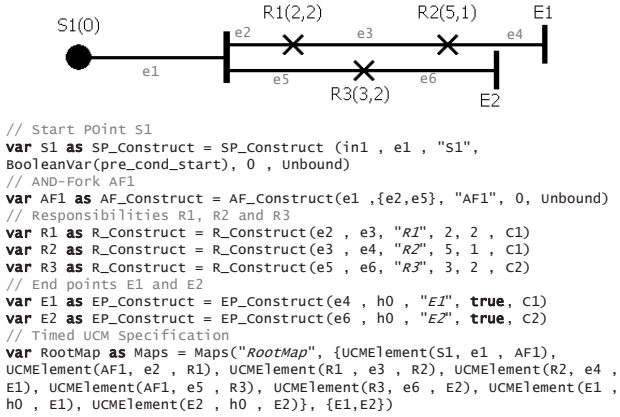 R1(2,2) R2(5,1) E1
S1(0)
e2 e3 e4
e1 e5 e6
R3(3,2) E2
// Start POint S1
var S1 as SP_Construct = SP_Construct (in1 , e1 , "S1",
BooleanVar(pre_cond_start), 0 , Unbound)
// AND-Fork AF1
var AF1 as AF_Construct = AF_Construct(e1 ,{e2,e5}, "AF1", 0, Unbound)
// Responsibilities R1, R2 and R3
var R1 as R_Construct = R_Construct(e2 , e3, "R1", 2, 2 , C1)
var R2 as R_Construct = R_Construct(e3 , e4, "R2", 5, 1 , C1)
var R3 as R_Construct = R_Construct(e5 , e6, "R3", 3, 2 , C2)
// End points E1 and E2
var E1 as EP_Construct = EP_Construct(e4 , h0 , "E1", true, C1)
var E2 as EP_Construct = EP_Construct(e6 , h0 , "E2", true, C2)
// Timed UCM Specification
var RootMap as Maps = Maps("RootMap", {UCMElement(S1, e1 , AF1),
UCMElement(AF1, e2 , R1), UCMElement(R1 , e3 , R2), UCMElement(R2, e4 ,
E1), UCMElement(AF1, e5 , R3), UCMElement(R3, e6 , E2), UCMElement(E1 ,
h0 , E1), UCMElement(E2 , h0 , E2)}, {E1,E2})